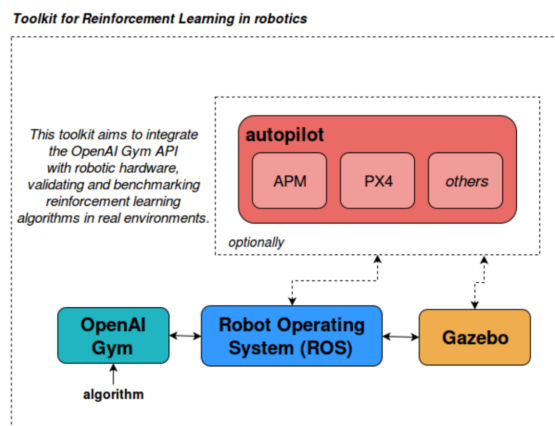 Toolkit for Reinforcement Learning in robotics
This toolkit aims to integrate
the OpenAI Gym API
with robotic hardware,
validating and benchmarking
reinforcement learning
algorithms in real environments.
autopilot
APM
PX4
others
optionally
OpenAI
Gym
Robot Operating
System (ROS)
Gazebo
algorithm